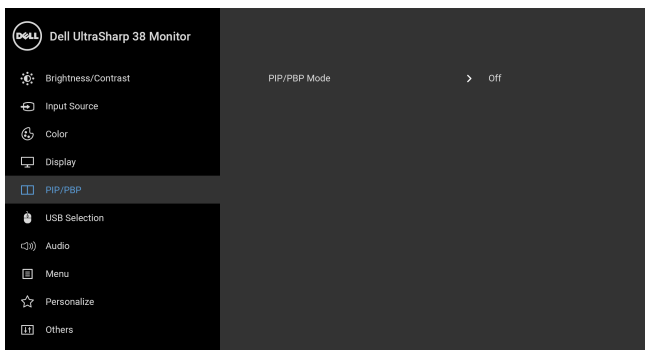 DELL Dell UltraSharp 38 Monitor
Brightness/Contrast
PIP/PBP Mode Off
Input Source
Color
Display
PIP/PBP
USB Selection
Audio
Menu
Personalize
Others